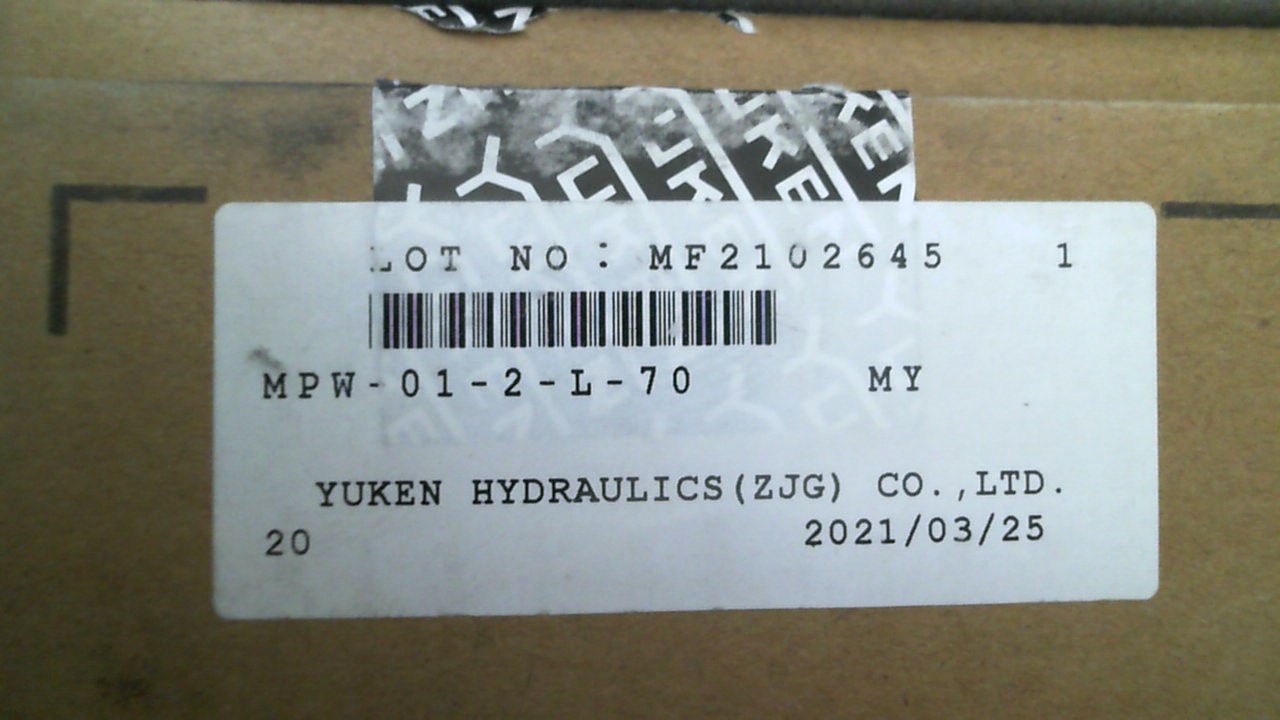 LOT NO: MF2102645 1
MPW-01-2-L-70 MY
YUKEN HYDRAULICS(ZJG) CO.,LTD.
20 2021/03/25